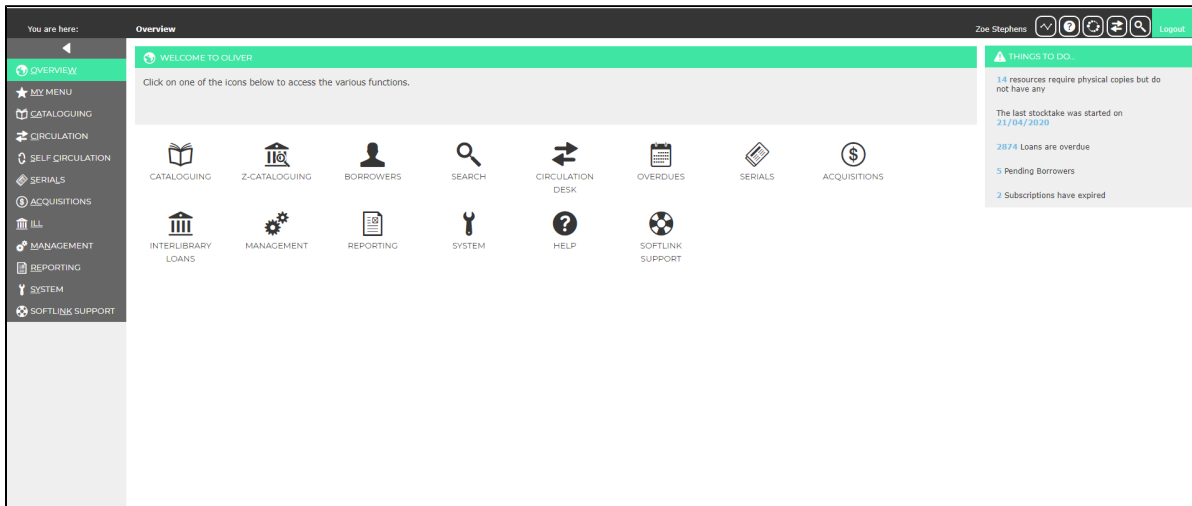 You are here:
Overview
Zoe Stephens
Logout
OVERVIEW
MY MENU
CATALOGUING
CIRCULATION
SELF CIRCULATION
SERIALS
ACQUISITIONS
ILL
MANAGEMENT
REPORTING
SYSTEM
SOFTLINK SUPPORT
WELCOME TO OLIVER
Click on one of the icons below to access the various functions.
CATALOGUING
Z-CATALOGUING
BORROWERS
SEARCH
CIRCULATION
DESK
OVERDUES
SERIALS
ACQUISITIONS
INTERLIBRARY
LOANS
MANAGEMENT
REPORTING
SYSTEM
HELP
SOFTLINK
SUPPORT
THINGS TO DO...
14 resources require physical copies but do
not have any
The last stocktake was started on
21/04/2020
2874 Loans are overdue
5 Pending Borrowers
2 Subscriptions have expired